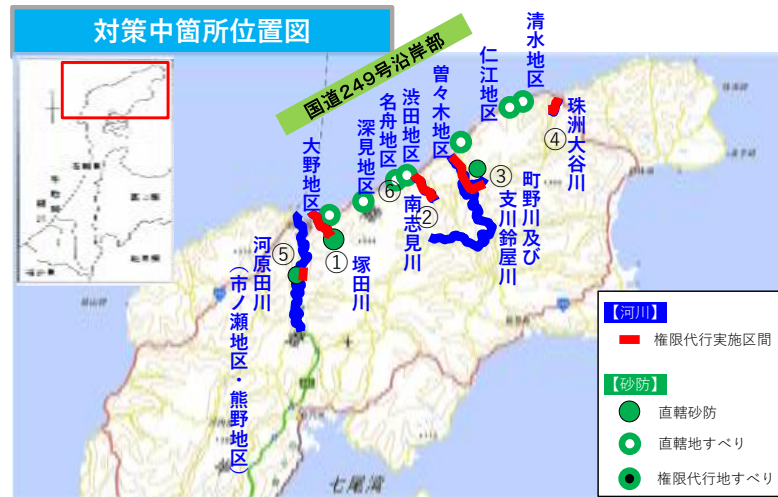 対策中箇所位置図
国道249号沿岸部
清水地区
仁江地区
曽々木地区
渋田地区
名舟地区
深見地区
大野地区
珠洲大谷川
④
③
町野川及び
支川鈴屋川
⑥
②
南志見川
①
塚田川
⑤
河原田川
(市ノ瀬地区・熊野地区)
七尾湾
【河川】
権限代行実施区間
【砂防】
直轄砂防
直轄地すべり
権限代行地すべり